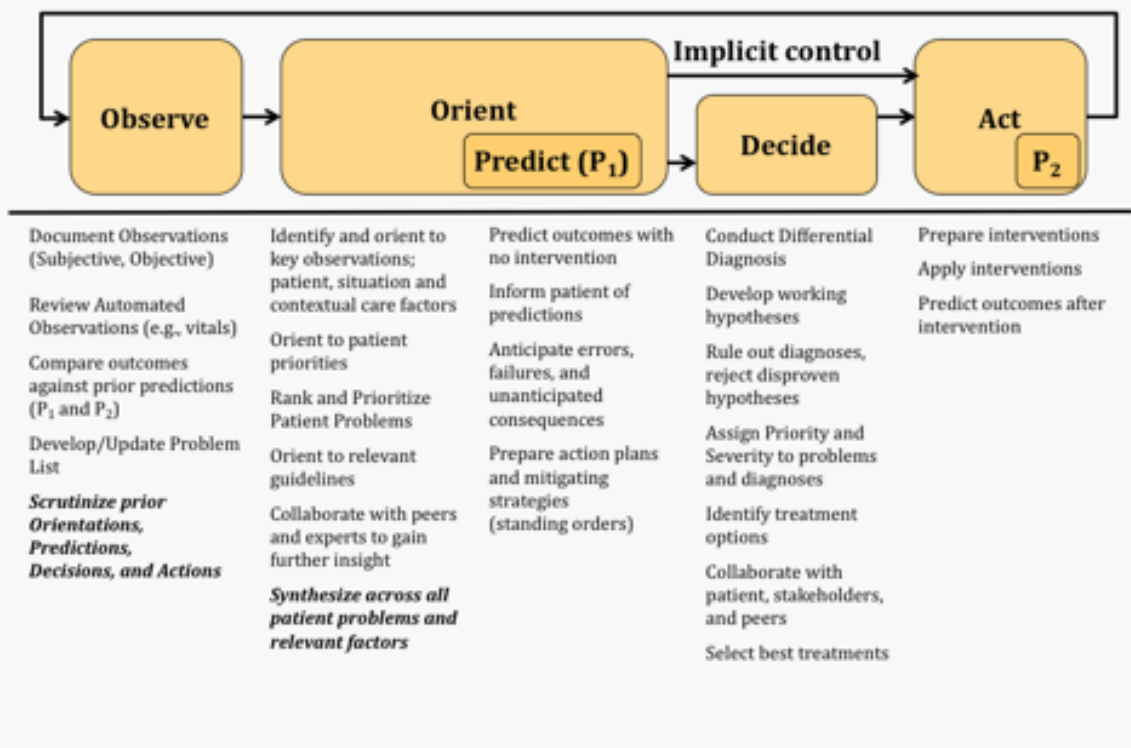 Implicit control
Observe
Orient
Predict (P₁)
Decide
Act
P₂
Document Observations
(Subjective, Objective)
Review Automated
Observations (e.g., vitals)
Compare outcomes
against prior predictions
(P₁ and P₂)
Develop/Update Problem
List
Scrutinize prior
Orientations,
Predictions,
Decisions, and Actions
Identify and orient to
key observations;
patient, situation and
contextual care factors
Orient to patient
priorities
Rank and Prioritize
Patient Problems
Orient to relevant
guidelines
Collaborate with peers
and experts to gain
further insight
Synthesize across all
patient problems and
relevant factors
Predict outcomes with
no intervention
Inform patient of
predictions
Anticipate errors,
failures, and
unanticipated
consequences
Prepare action plans
and mitigating
strategies
(standing orders)
Conduct Differential
Diagnosis
Develop working
hypotheses
Rule out diagnoses,
reject disproven
hypotheses
Assign Priority and
Severity to problems
and diagnoses
Identify treatment
options
Collaborate with
patient, stakeholders,
and peers
Select best treatments
Prepare interventions
Apply interventions
Predict outcomes after
intervention